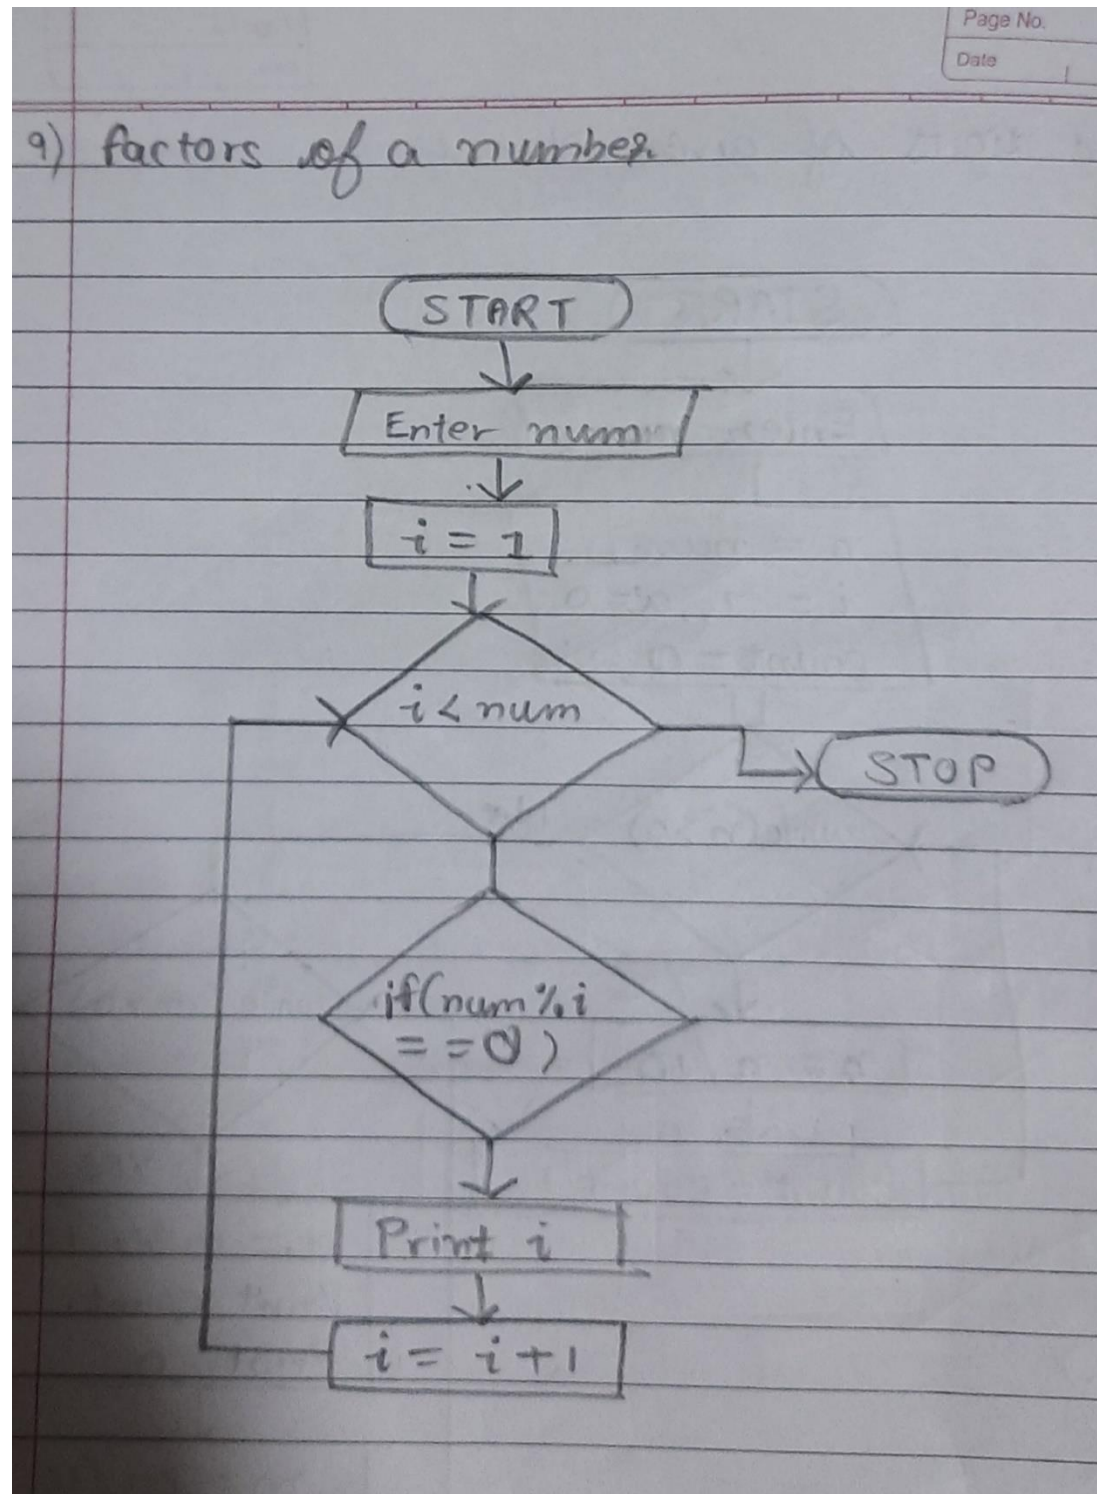 Page No.
Date
9) factors of a number
START
Enter num
i = 1
i < num
STOP
if(num % i
= = 0)
Print i
i = i + 1